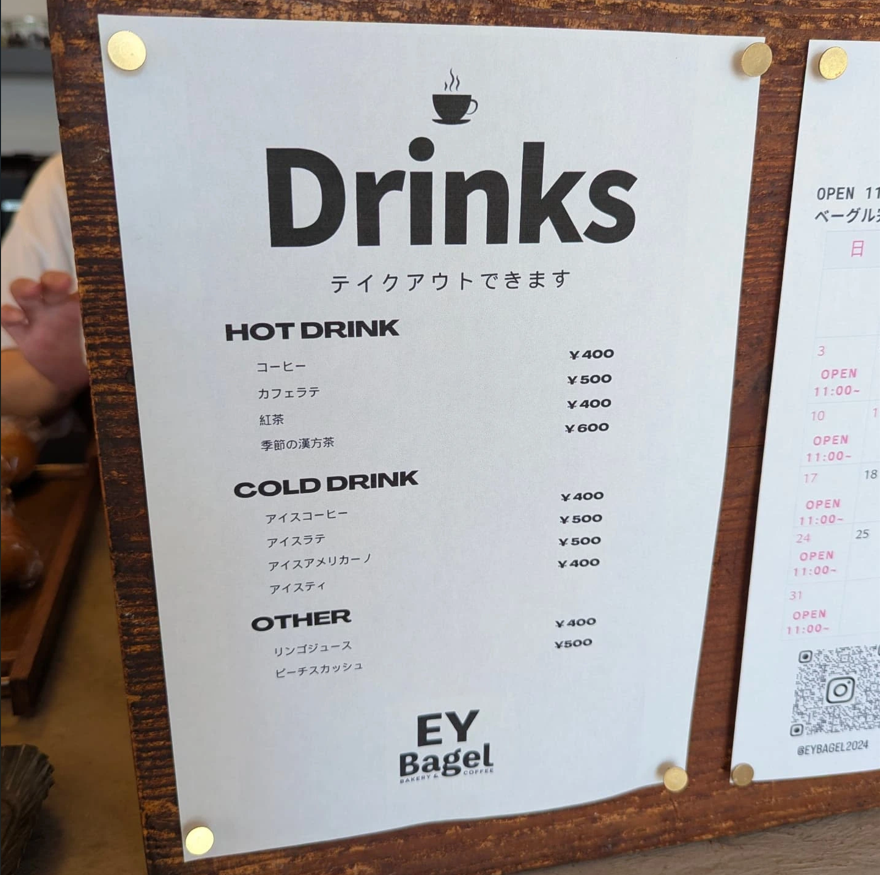 Drinks
テイクアウトできます
HOT DRINK
コーヒー ¥400
カフェラテ ¥500
紅茶 ¥400
季節の漢方茶 ¥600
COLD DRINK
アイスコーヒー ¥400
アイスラテ ¥500
アイスアメリカーノ ¥500
アイスティ ¥400
OTHER
リンゴジュース ¥400
ピーチスカッシュ ¥500
EY
Bagel
BAKERY & COFFEE
OPEN 11
ベーグル
日
3
OPEN
11:00~
10
OPEN
11:00~
17 18
OPEN
11:00~
24 25
OPEN
11:00~
31
OPEN
11:00~
@EYBAGEL2024